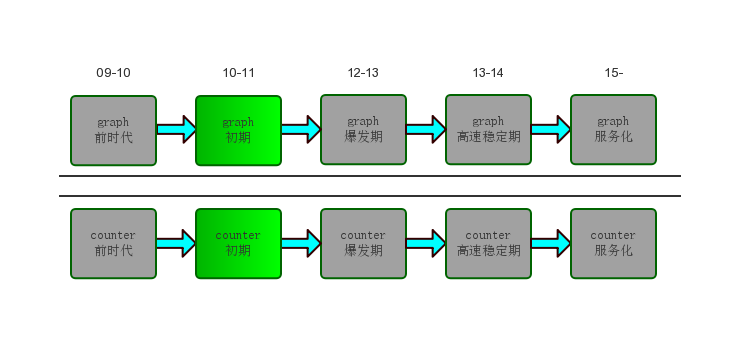 09-10
10-11
12-13
13-14
15-
graph
前时代
graph
初期
graph
爆发期
graph
高速稳定期
graph
服务化
counter
前时代
counter
初期
counter
爆发期
counter
高速稳定期
counter
服务化